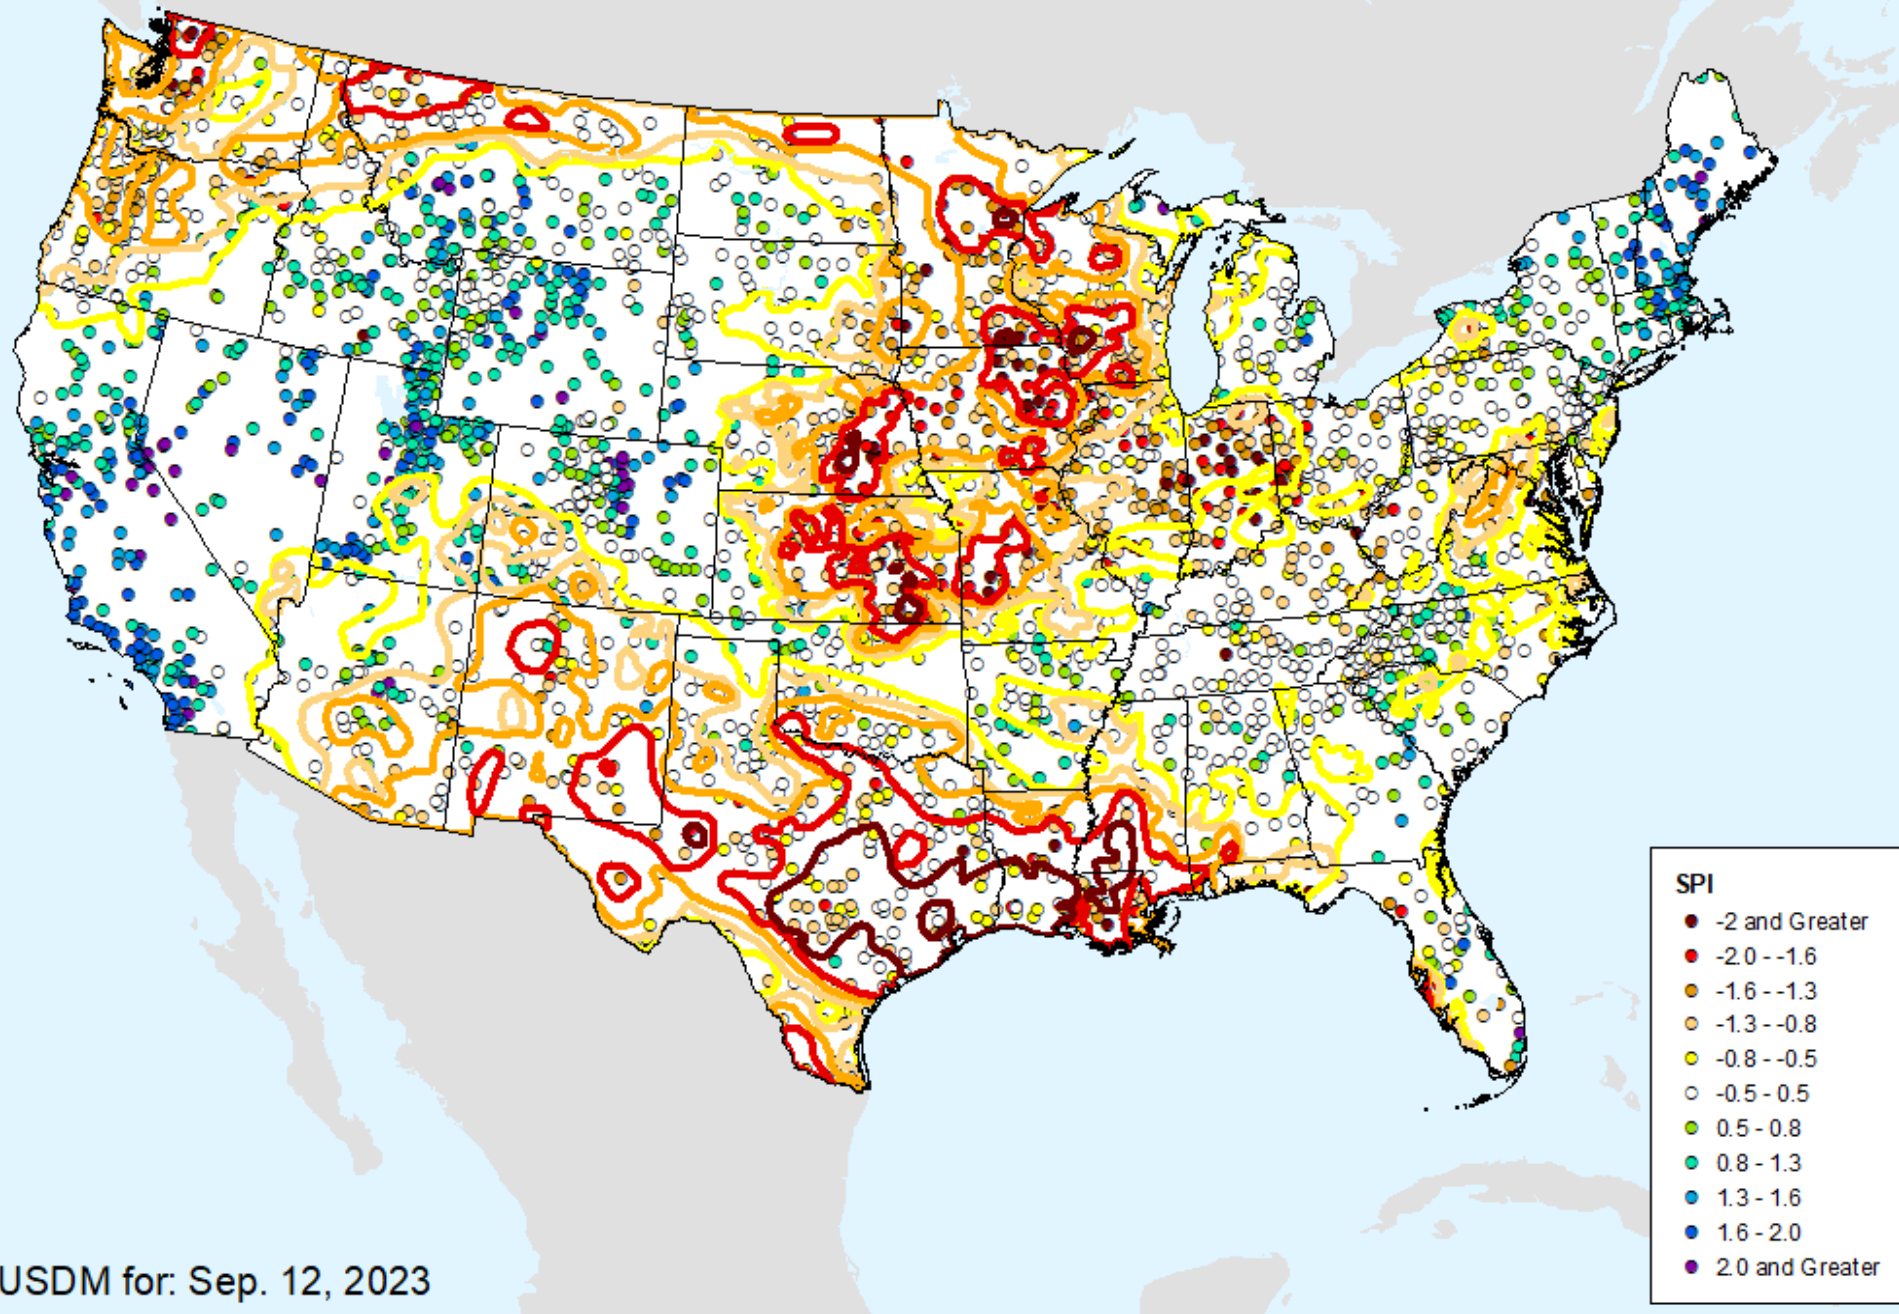 SPI
-2 and Greater
-2.0 - -1.6
-1.6 - -1.3
-1.3 - -0.8
-0.8 - -0.5
-0.5 - 0.5
0.5 - 0.8
0.8 - 1.3
1.3 - 1.6
1.6 - 2.0
2.0 and Greater
USDM for: Sep. 12, 2023